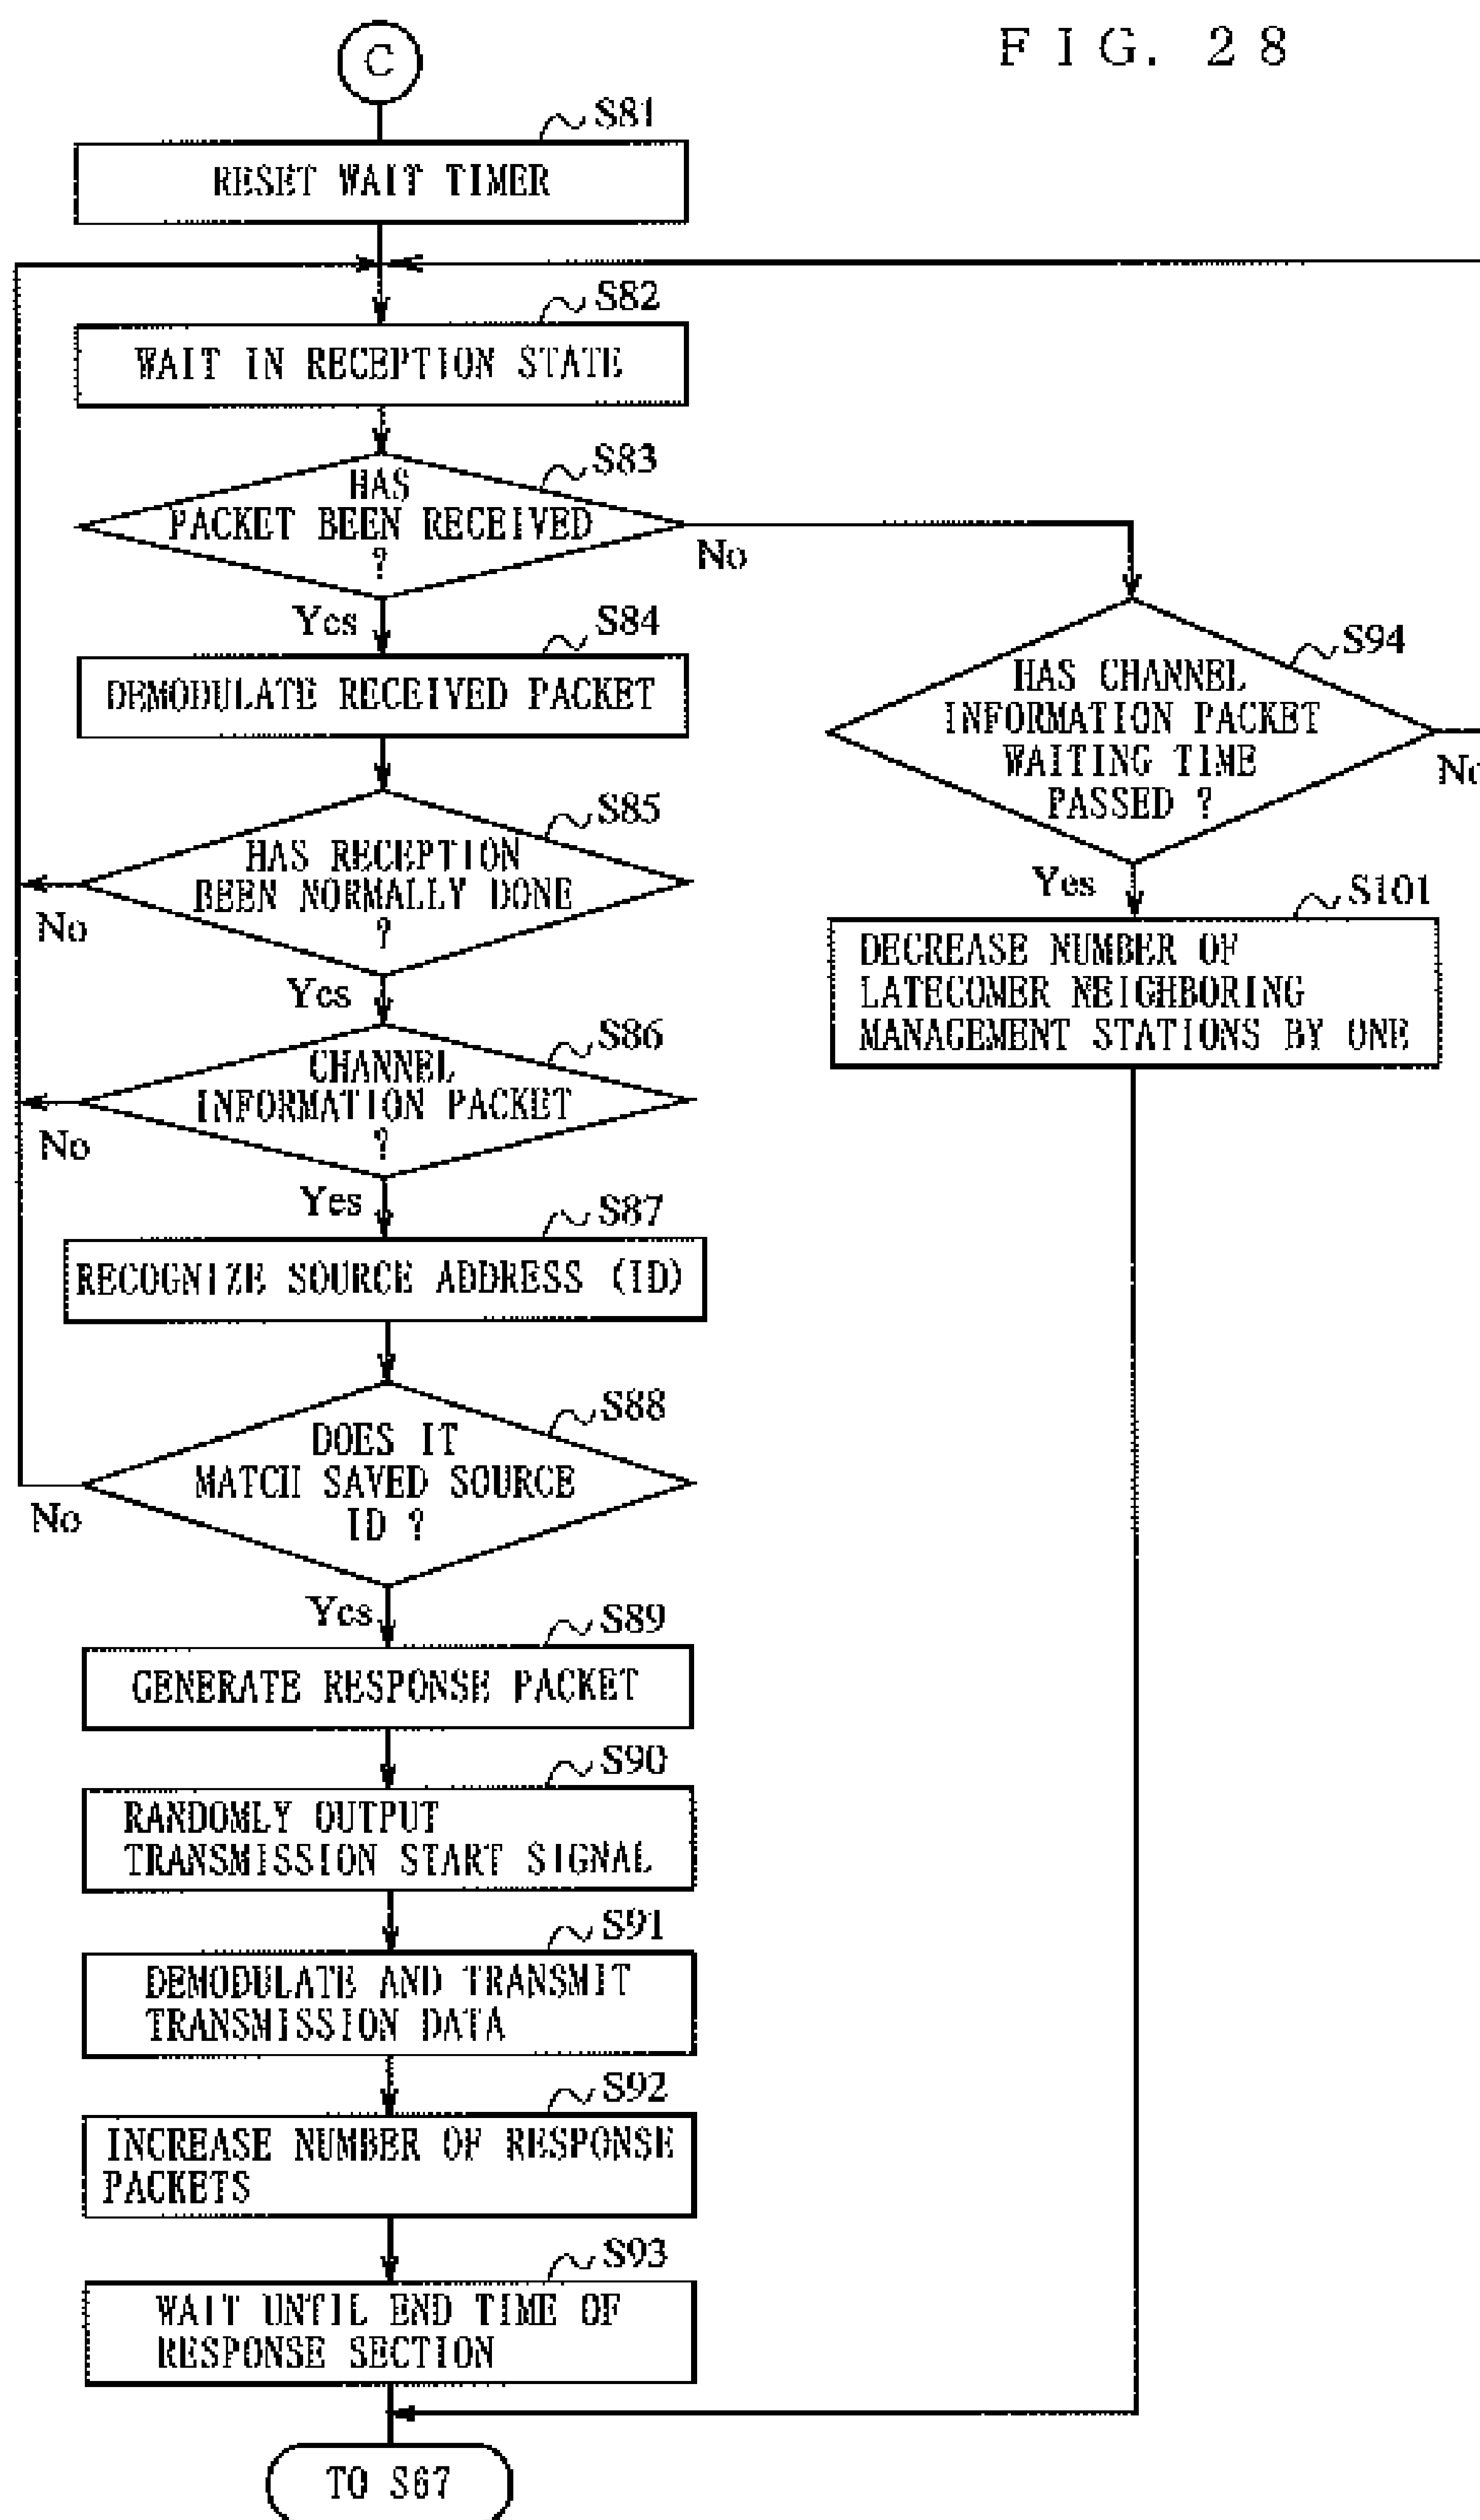 F I G. 2 8
C
S81
RESET WAIT TIMER
S82
WAIT IN RECEPTION STATE
S83
HAS
PACKET BEEN RECEIVED
?
No
Yes
S84
DEMODULATE RECEIVED PACKET
S94
HAS CHANNEL
INFORMATION PACKET
WAITING TIME
PASSED ?
No
Yes
S85
HAS RECEPTION
BEEN NORMALLY DONE
?
No
Yes
S101
DECREASE NUMBER OF
LATECOMER NEIGHBORING
MANAGEMENT STATIONS BY ONE
S86
CHANNEL
INFORMATION PACKET
?
No
Yes
S87
RECOGNIZE SOURCE ADDRESS (ID)
S88
DOES IT
MATCH SAVED SOURCE
ID ?
No
Yes
S89
GENERATE RESPONSE PACKET
S90
RANDOMLY OUTPUT
TRANSMISSION START SIGNAL
S91
DEMODULATE AND TRANSMIT
TRANSMISSION DATA
S92
INCREASE NUMBER OF RESPONSE
PACKETS
S93
WAIT UNTIL END TIME OF
RESPONSE SECTION
TO S67